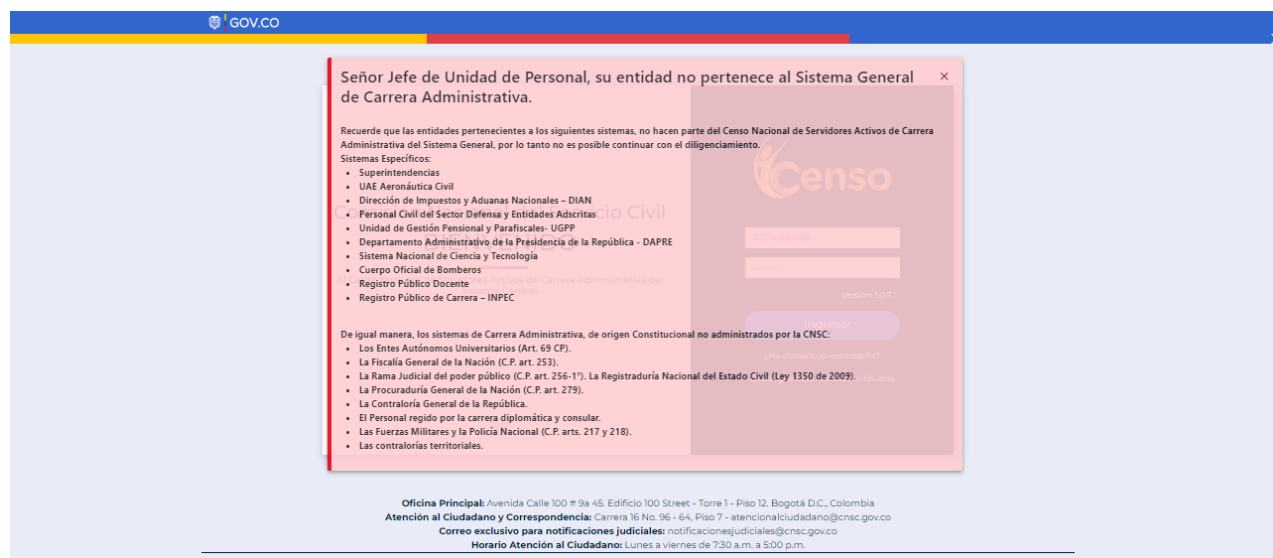 GOV.CO
Señor Jefe de Unidad de Personal, su entidad no pertenece al Sistema General
de Carrera Administrativa.
×
Recuerde que las entidades pertenecientes a los siguientes sistemas, no hacen parte del Censo Nacional de Servidores Activos de Carrera
Administrativa del Sistema General, por lo tanto no es posible continuar con el diligenciamiento.
Sistemas Específicos:
• Superintendencias
• UAE Aeronáutica Civil
• Dirección de Impuestos y Aduanas Nacionales – DIAN
• Personal Civil del Sector Defensa y Entidades Adscritas
• Unidad de Gestión Pensional y Parafiscales- UGPP
• Departamento Administrativo de la Presidencia de la República - DAPRE
• Sistema Nacional de Ciencia y Tecnología
• Cuerpo Oficial de Bomberos
• Registro Público Docente
• Registro Público de Carrera – INPEC
De igual manera, los sistemas de Carrera Administrativa, de origen Constitucional no administrados por la CNSC:
• Los Entes Autónomos Universitarios (Art. 69 CP).
• La Fiscalía General de la Nación (C.P. art. 253).
• La Rama Judicial del poder público (C.P. art. 256-1°). La Registraduría Nacional del Estado Civil (Ley 1350 de 2009).
• La Procuraduría General de la Nación (C.P. art. 279).
• La Contraloría General de la República.
• El Personal regido por la carrera diplomática y consular.
• Las Fuerzas Militares y la Policía Nacional (C.P. arts. 217 y 218).
• Las contralorías territoriales.
Servicio Civil
BIENVENIDO
Activos de Carrera Administrativa del
General
Censo
Versión 1.0.7
Ingresar
¿Ha olvidado su contraseña?
Usuario
Oficina Principal: Avenida Calle 100 # 9a 45. Edificio 100 Street - Torre 1 - Piso 12. Bogotá D.C., Colombia
Atención al Ciudadano y Correspondencia: Carrera 16 No. 96 - 64, Piso 7 - atencionalciudadano@cnsc.gov.co
Correo exclusivo para notificaciones judiciales: notificacionesjudiciales@cnsc.gov.co
Horario Atención al Ciudadano: Lunes a viernes de 7:30 a.m. a 5:00 p.m.